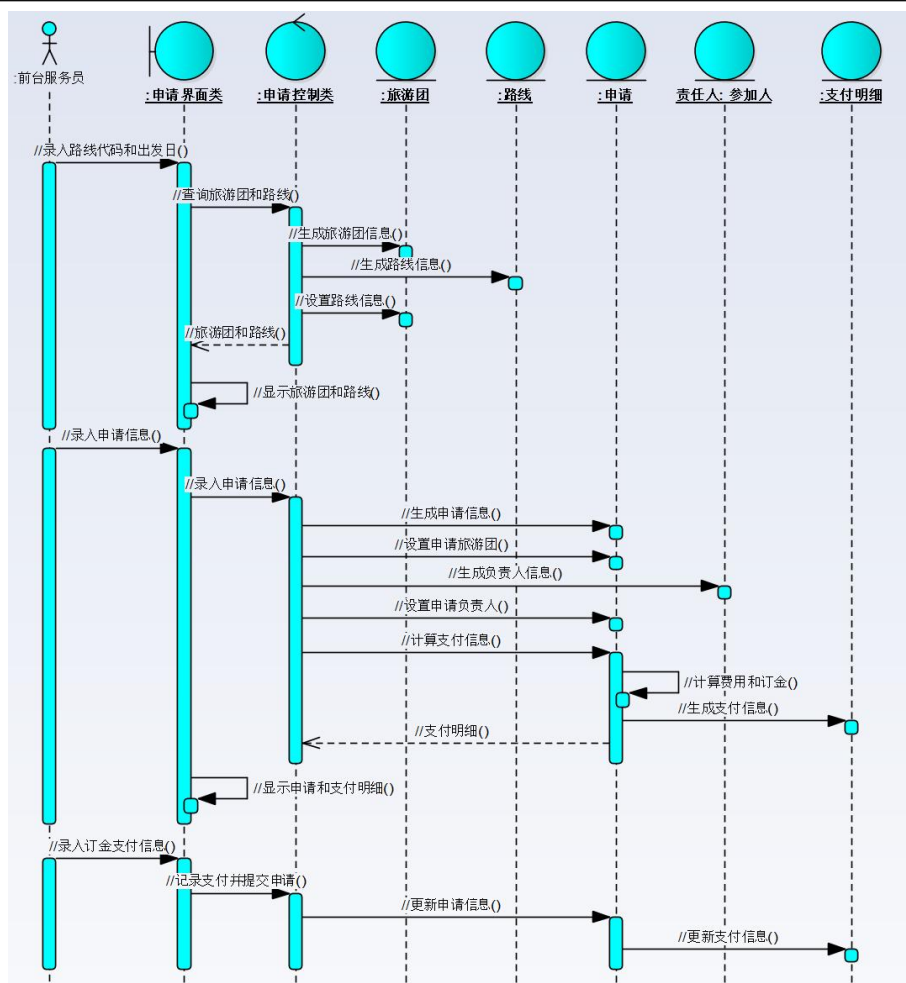 :前台服务员
:申请界面类
:申请控制类
:旅游团
:路线
:申请
责任人: 参加人
:支付明细
//录入路线代码和出发日()
//查询旅游团和路线()
//生成旅游团信息()
//生成路线信息()
//设置路线信息()
//旅游团和路线()
//显示旅游团和路线()
//录入申请信息()
//录入申请信息()
//生成申请信息()
//设置申请旅游团()
//生成负责人信息()
//设置申请负责人()
//计算支付信息()
//计算费用和订金()
//生成支付信息()
//支付明细()
//显示申请和支付明细()
//录入订金支付信息()
//记录支付并提交申请()
//更新申请信息()
//更新支付信息()